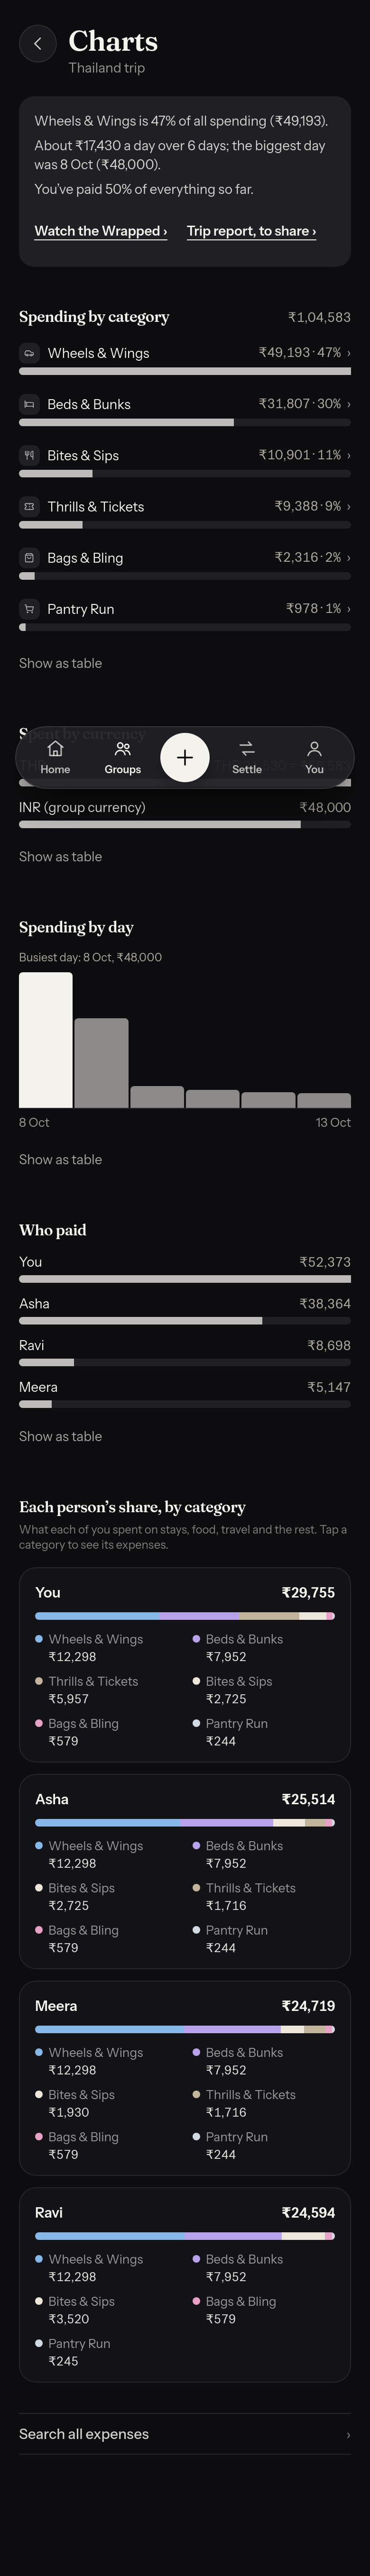 Charts
Thailand trip
Wheels & Wings is 47% of all spending (₹49,193).
About ₹17,430 a day over 6 days; the biggest day
was 8 Oct (₹48,000).
You’ve paid 50% of everything so far.
Watch the Wrapped ›
Trip report, to share ›
Spending by category
₹1,04,583
Wheels & Wings
₹49,193 · 47% ›
Beds & Bunks
₹31,807 · 30% ›
Bites & Sips
₹10,901 · 11% ›
Thrills & Tickets
₹9,388 · 9% ›
Bags & Bling
₹2,316 · 2% ›
Pantry Run
₹978 · 1% ›
Show as table
Spent by currency
Home
Groups
Settle
You
INR (group currency)
₹48,000
Show as table
Spending by day
Busiest day: 8 Oct, ₹48,000
8 Oct
13 Oct
Show as table
Who paid
You
₹52,373
Asha
₹38,364
Ravi
₹8,698
Meera
₹5,147
Show as table
Each person’s share, by category
What each of you spent on stays, food, travel and the rest. Tap a
category to see its expenses.
You
₹29,755
Wheels & Wings
₹12,298
Beds & Bunks
₹7,952
Thrills & Tickets
₹5,957
Bites & Sips
₹2,725
Bags & Bling
₹579
Pantry Run
₹244
Asha
₹25,514
Wheels & Wings
₹12,298
Beds & Bunks
₹7,952
Bites & Sips
₹2,725
Thrills & Tickets
₹1,716
Bags & Bling
₹579
Pantry Run
₹244
Meera
₹24,719
Wheels & Wings
₹12,298
Beds & Bunks
₹7,952
Bites & Sips
₹1,930
Thrills & Tickets
₹1,716
Bags & Bling
₹579
Pantry Run
₹244
Ravi
₹24,594
Wheels & Wings
₹12,298
Beds & Bunks
₹7,952
Bites & Sips
₹3,520
Bags & Bling
₹579
Pantry Run
₹245
Search all expenses ›